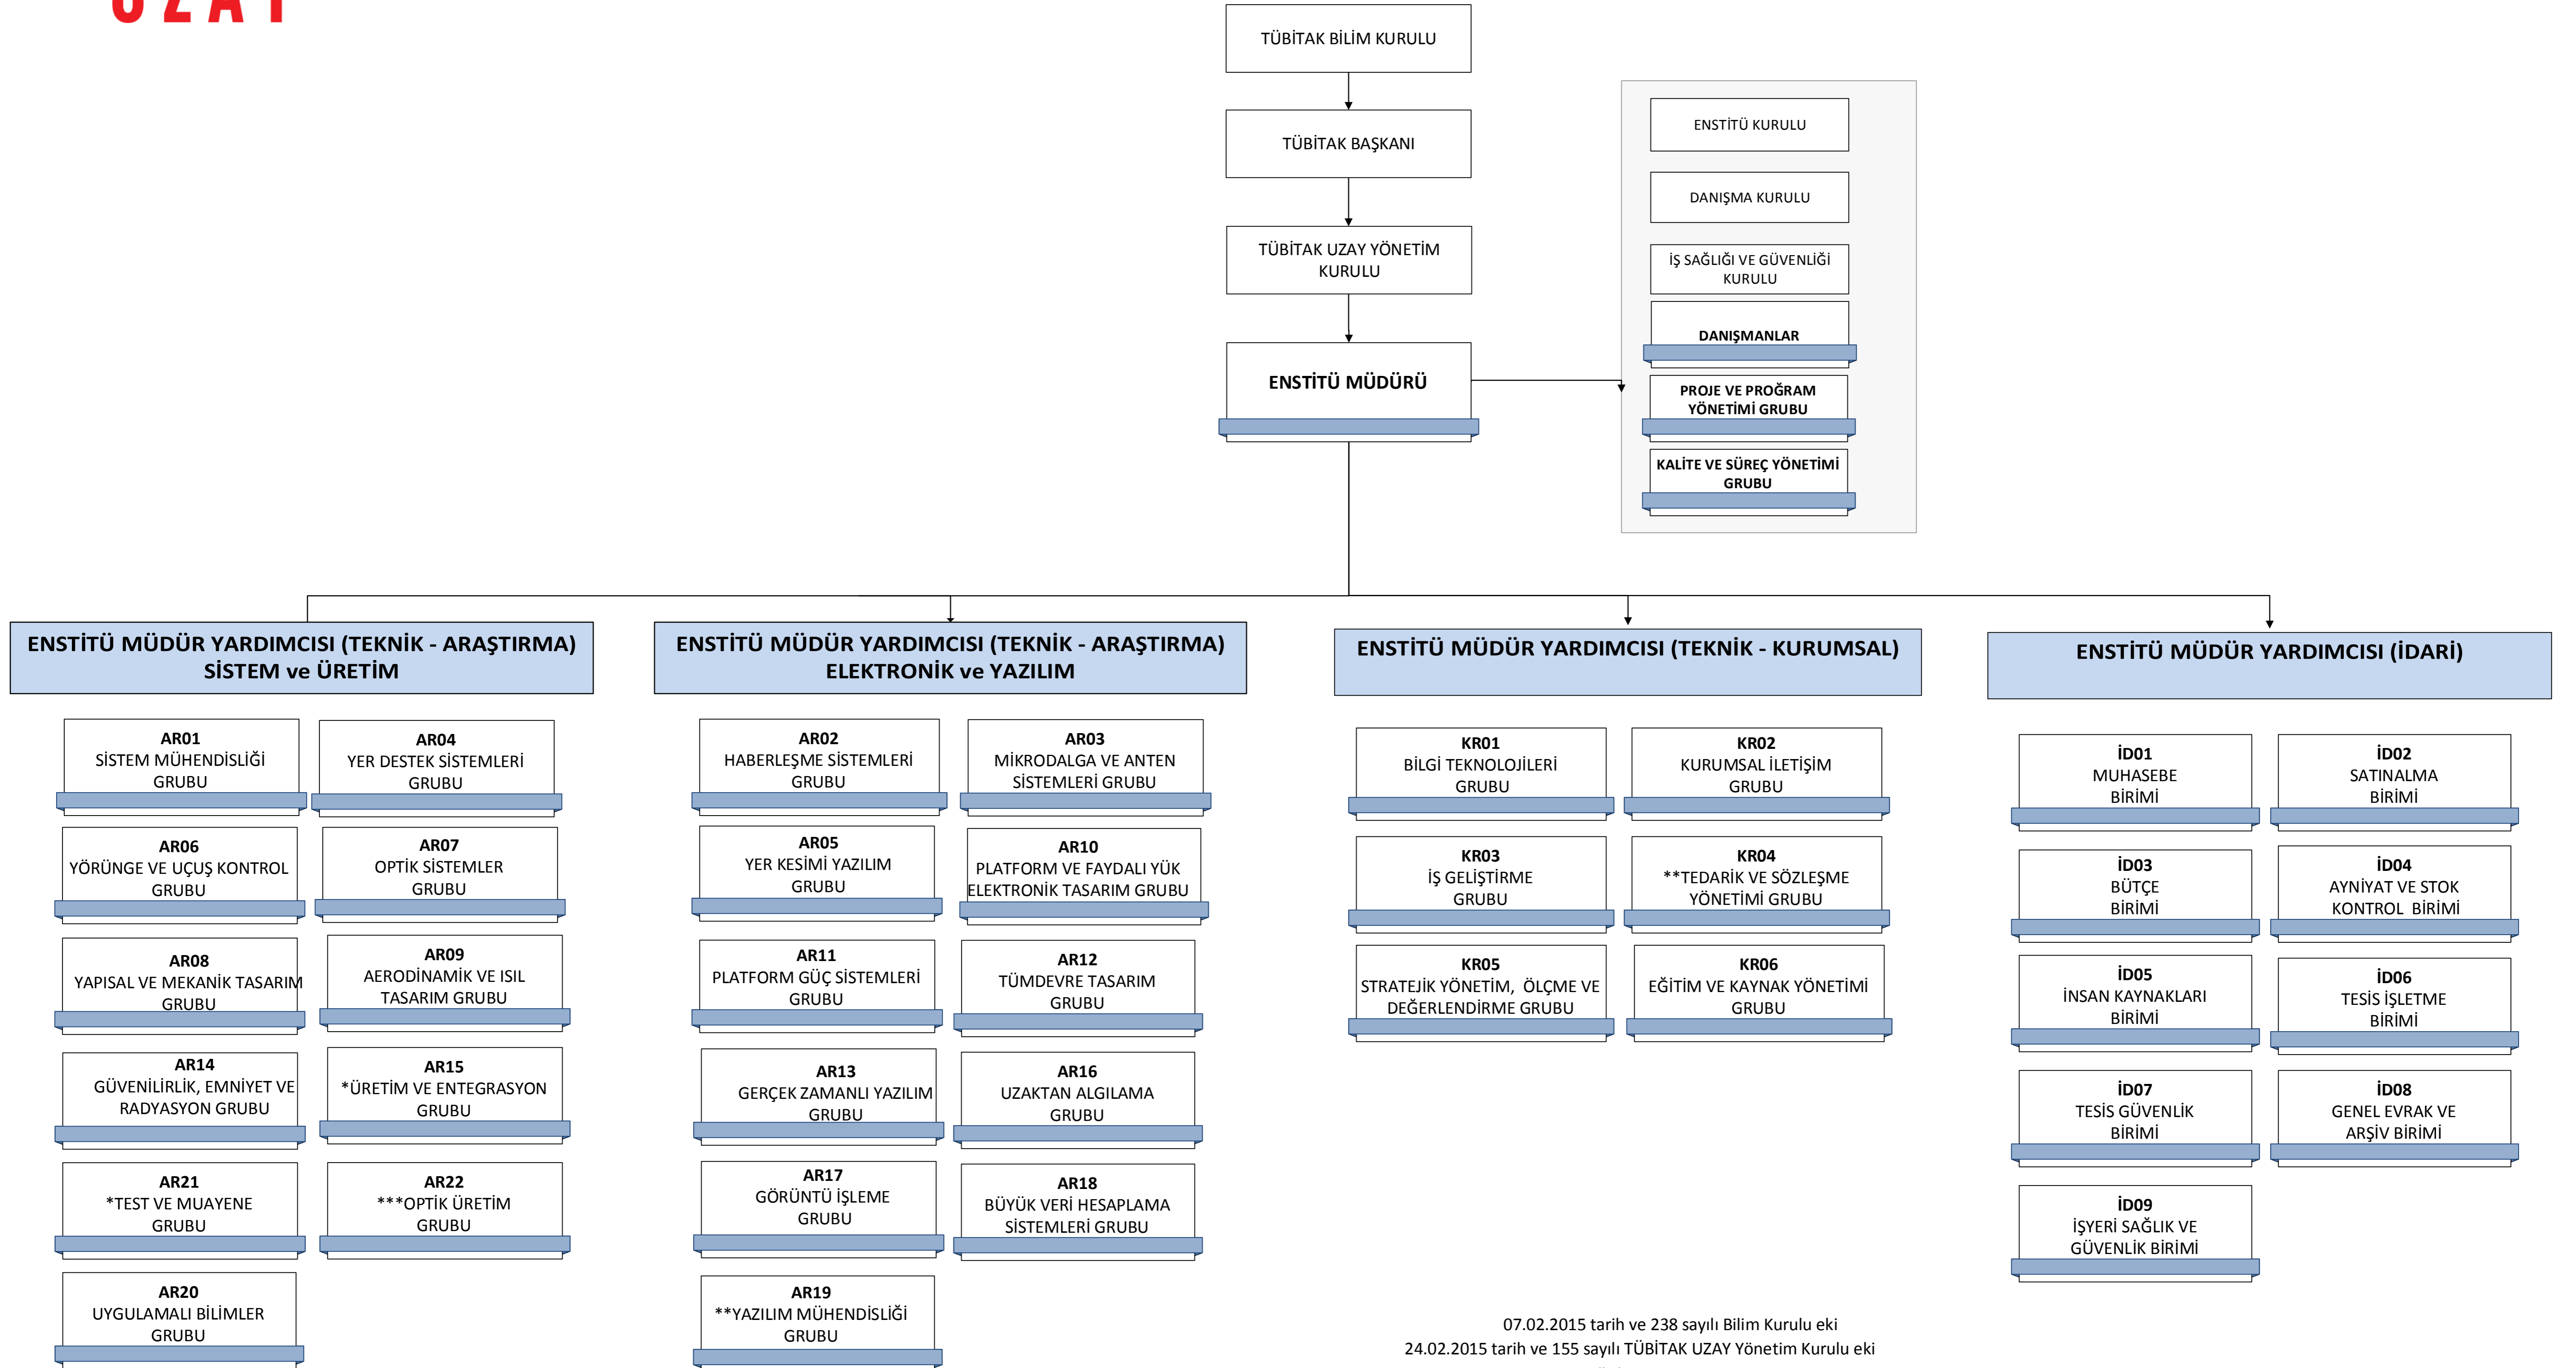 UZAY
TÜBİTAK BİLİM KURULU
TÜBİTAK BAŞKANI
TÜBİTAK UZAY YÖNETİM
KURULU
ENSTİTÜ MÜDÜRÜ
ENSTİTÜ KURULU
DANIŞMA KURULU
İŞ SAĞLIĞI VE GÜVENLİĞİ
KURULU
DANIŞMANLAR
PROJE VE PROĞRAM
YÖNETİMİ GRUBU
KALİTE VE SÜREÇ YÖNETİMİ
GRUBU
ENSTİTÜ MÜDÜR YARDIMCISI (TEKNİK - ARAŞTIRMA)
SİSTEM ve ÜRETİM
AR01
SİSTEM MÜHENDİSLİĞİ
GRUBU
AR04
YER DESTEK SİSTEMLERİ
GRUBU
AR06
YÖRÜNGE VE UÇUŞ KONTROL
GRUBU
AR07
OPTİK SİSTEMLER
GRUBU
AR08
YAPISAL VE MEKANİK TASARIM
GRUBU
AR09
AERODİNAMİK VE ISIL
TASARIM GRUBU
AR14
GÜVENİLİRLİK, EMNİYET VE
RADYASYON GRUBU
AR15
*ÜRETİM VE ENTEGRASYON
GRUBU
AR21
*TEST VE MUAYENE
GRUBU
AR22
***OPTİK ÜRETİM
GRUBU
AR20
UYGULAMALI BİLİMLER
GRUBU
ENSTİTÜ MÜDÜR YARDIMCISI (TEKNİK - ARAŞTIRMA)
ELEKTRONİK ve YAZILIM
AR02
HABERLEŞME SİSTEMLERİ
GRUBU
AR03
MİKRODALGA VE ANTEN
SİSTEMLERİ GRUBU
AR05
YER KESİMİ YAZILIM
GRUBU
AR10
PLATFORM VE FAYDALI YÜK
ELEKTRONİK TASARIM GRUBU
AR11
PLATFORM GÜÇ SİSTEMLERİ
GRUBU
AR12
TÜMDEVRE TASARIM
GRUBU
AR13
GERÇEK ZAMANLI YAZILIM
GRUBU
AR16
UZAKTAN ALGILAMA
GRUBU
AR17
GÖRÜNTÜ İŞLEME
GRUBU
AR18
BÜYÜK VERİ HESAPLAMA
SİSTEMLERİ GRUBU
AR19
**YAZILIM MÜHENDİSLİĞİ
GRUBU
ENSTİTÜ MÜDÜR YARDIMCISI (TEKNİK - KURUMSAL)
KR01
BİLGİ TEKNOLOJİLERİ
GRUBU
KR02
KURUMSAL İLETİŞİM
GRUBU
KR03
İŞ GELİŞTİRME
GRUBU
KR04
**TEDARİK VE SÖZLEŞME
YÖNETİMİ GRUBU
KR05
STRATEJİK YÖNETİM, ÖLÇME VE
DEĞERLENDİRME GRUBU
KR06
EĞİTİM VE KAYNAK YÖNETİMİ
GRUBU
ENSTİTÜ MÜDÜR YARDIMCISI (İDARİ)
İD01
MUHASEBE
BİRİMİ
İD02
SATINALMA
BİRİMİ
İD03
BÜTÇE
BİRİMİ
İD04
AYNİYAT VE STOK
KONTROL BİRİMİ
İD05
İNSAN KAYNAKLARI
BİRİMİ
İD06
TESİS İŞLETME
BİRİMİ
İD07
TESİS GÜVENLİK
BİRİMİ
İD08
GENEL EVRAK VE
ARŞİV BİRİMİ
İD09
İŞYERİ SAĞLIK VE
GÜVENLİK BİRİMİ
07.02.2015 tarih ve 238 sayılı Bilim Kurulu eki
24.02.2015 tarih ve 155 sayılı TÜBİTAK UZAY Yönetim Kurulu eki